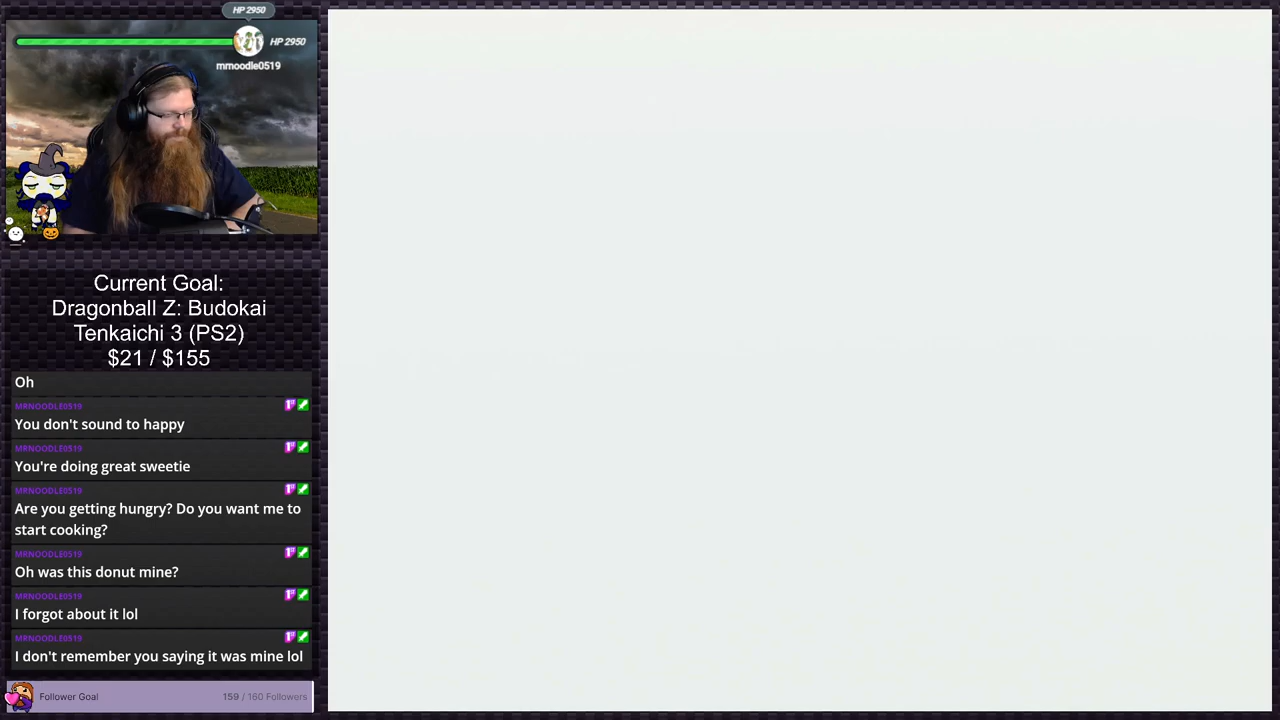 HP 2950
HP 2950
mmoodle0519
Current Goal:
Dragonball Z: Budokai
Tenkaichi 3 (PS2)
$21 / $155
Oh
MRNOODLE0519
You don't sound to happy
MRNOODLE0519
You're doing great sweetie
MRNOODLE0519
Are you getting hungry? Do you want me to
start cooking?
MRNOODLE0519
Oh was this donut mine?
MRNOODLE0519
I forgot about it lol
MRNOODLE0519
I don't remember you saying it was mine lol
Follower Goal
159 / 160 Followers